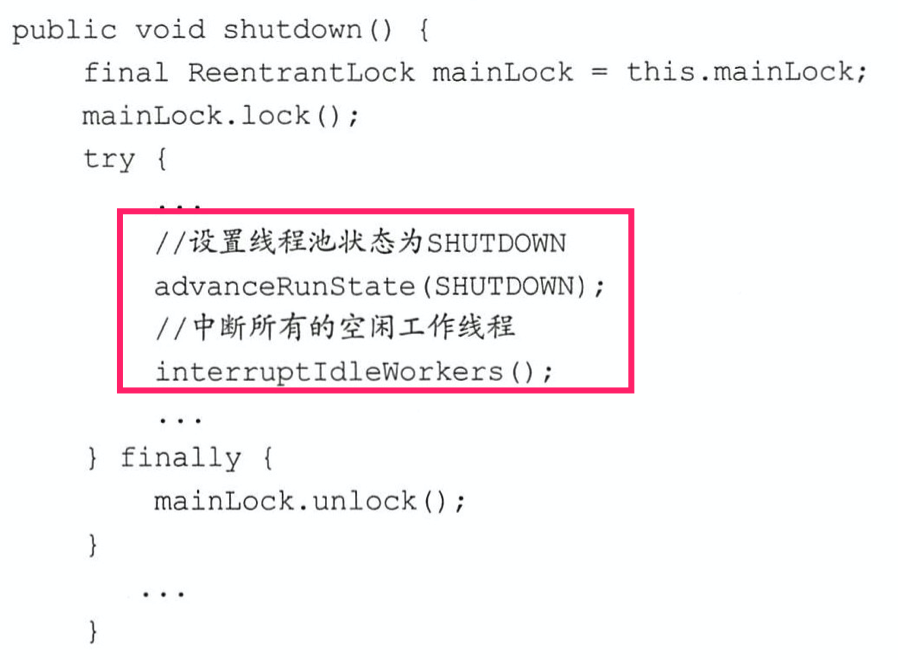 public void shutdown() {
final ReentrantLock mainLock = this.mainLock;
mainLock.lock();
try {
...
//设置线程池状态为SHUTDOWN
advanceRunState(SHUTDOWN);
//中断所有的空闲工作线程
interruptIdleWorkers();
...
} finally {
mainLock.unlock();
}
...
}